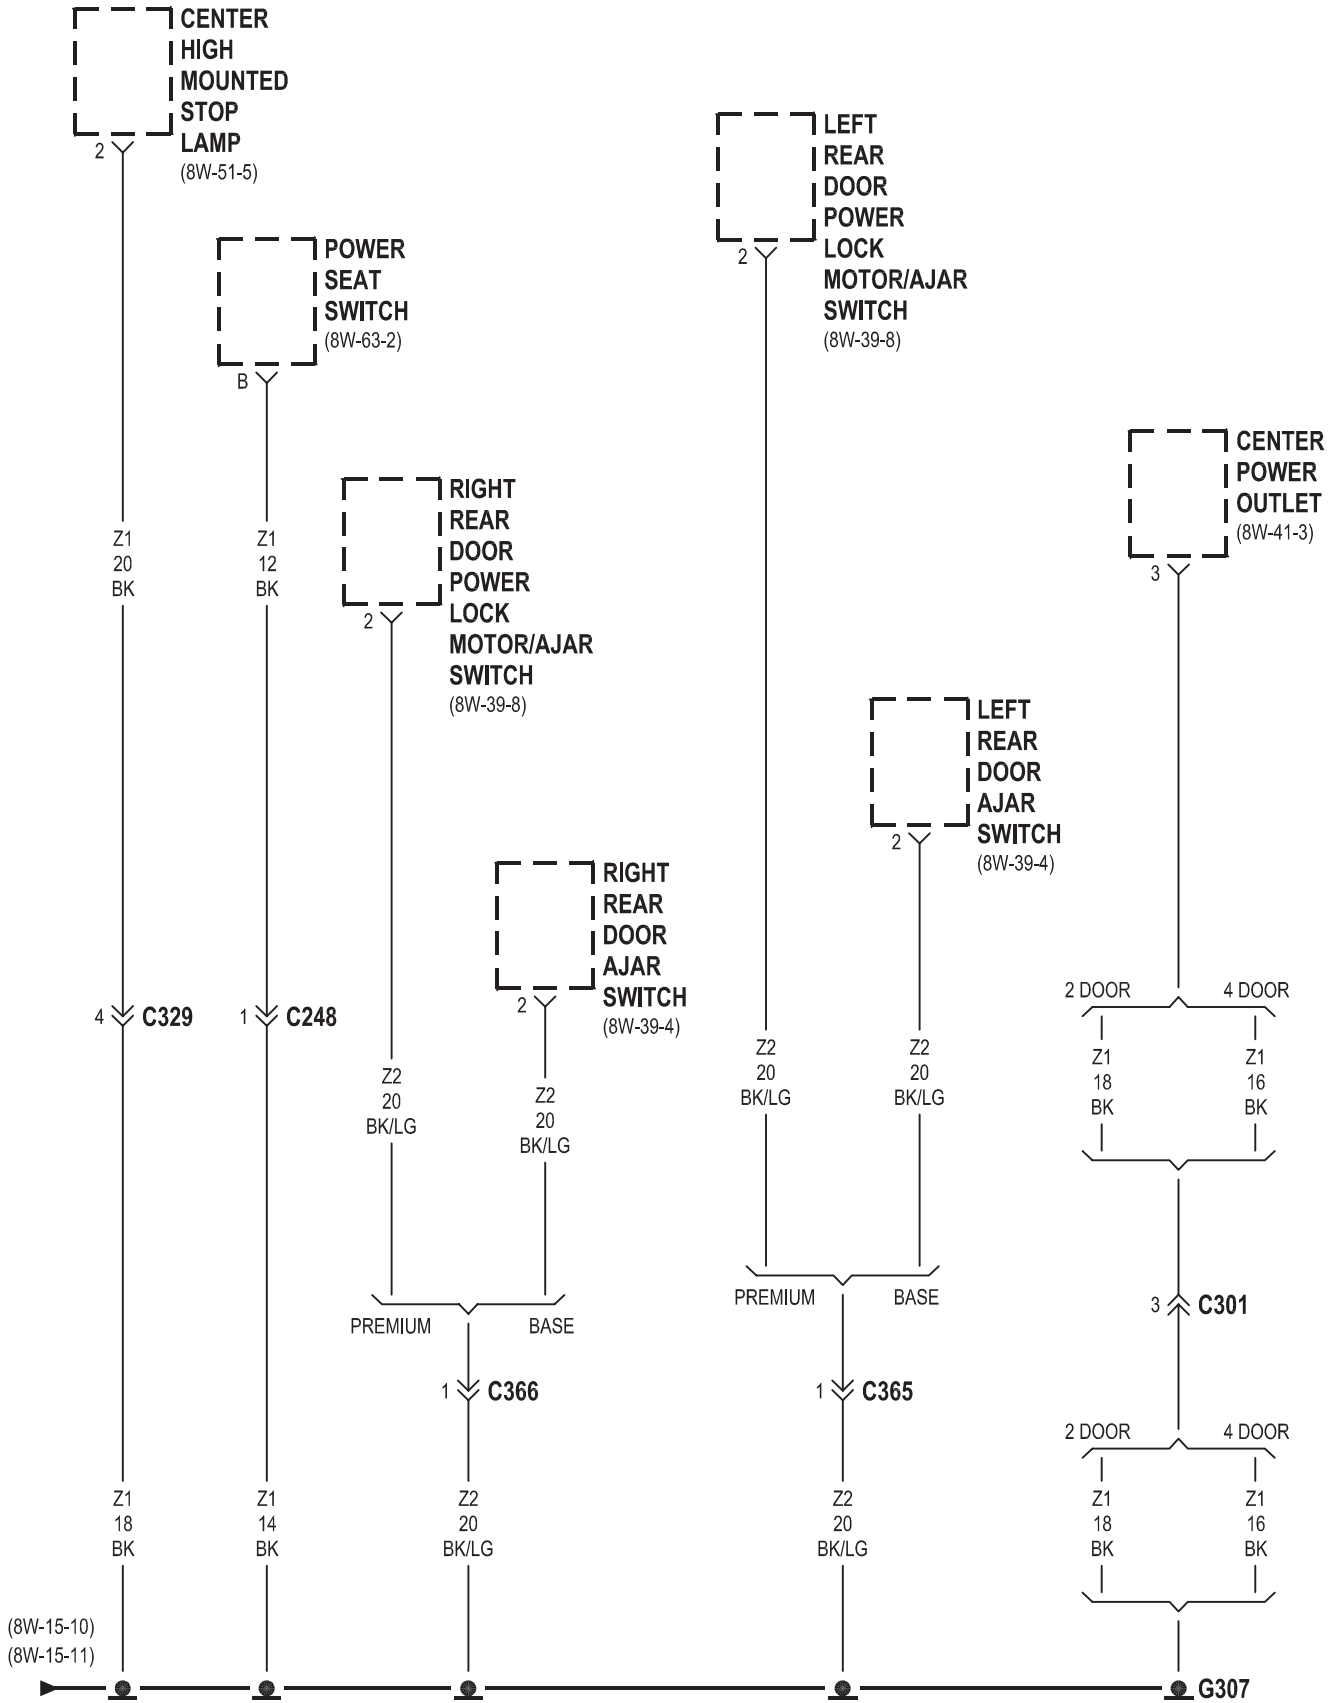 CENTER
HIGH
MOUNTED
STOP
LAMP
(8W-51-5)
2
POWER
SEAT
SWITCH
(8W-63-2)
B
LEFT
REAR
DOOR
POWER
LOCK
MOTOR/AJAR
SWITCH
(8W-39-8)
2
RIGHT
REAR
DOOR
POWER
LOCK
MOTOR/AJAR
SWITCH
(8W-39-8)
2
CENTER
POWER
OUTLET
(8W-41-3)
3
Z1
20
BK
Z1
12
BK
LEFT
REAR
DOOR
AJAR
SWITCH
(8W-39-4)
2
RIGHT
REAR
DOOR
AJAR
SWITCH
(8W-39-4)
2
4 C329
1 C248
Z2
20
BK/LG
Z2
20
BK/LG
Z2
20
BK/LG
Z2
20
BK/LG
2 DOOR
4 DOOR
Z1
18
BK
Z1
16
BK
PREMIUM
BASE
PREMIUM
BASE
3 C301
1 C366
1 C365
2 DOOR
4 DOOR
Z1
18
BK
Z1
14
BK
Z2
20
BK/LG
Z2
20
BK/LG
Z1
18
BK
Z1
16
BK
(8W-15-10)
(8W-15-11)
G307